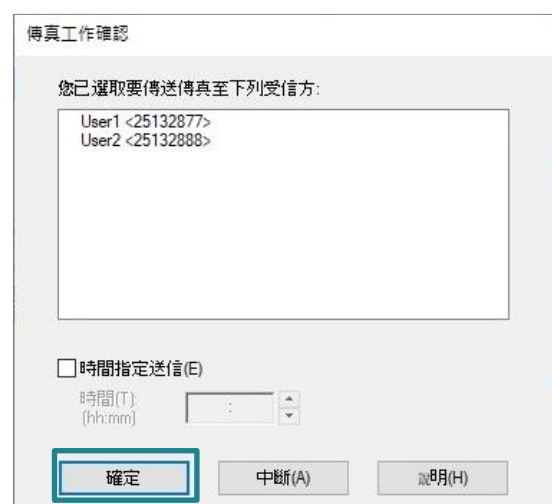 傳真工作確認
您已選取要傳送傳真至下列受信方:
User1 <25132877>
User2 <25132888>
時間指定送信(E)
時間(T):
(hh:mm)
:
確定
中斷(A)
說明(H)